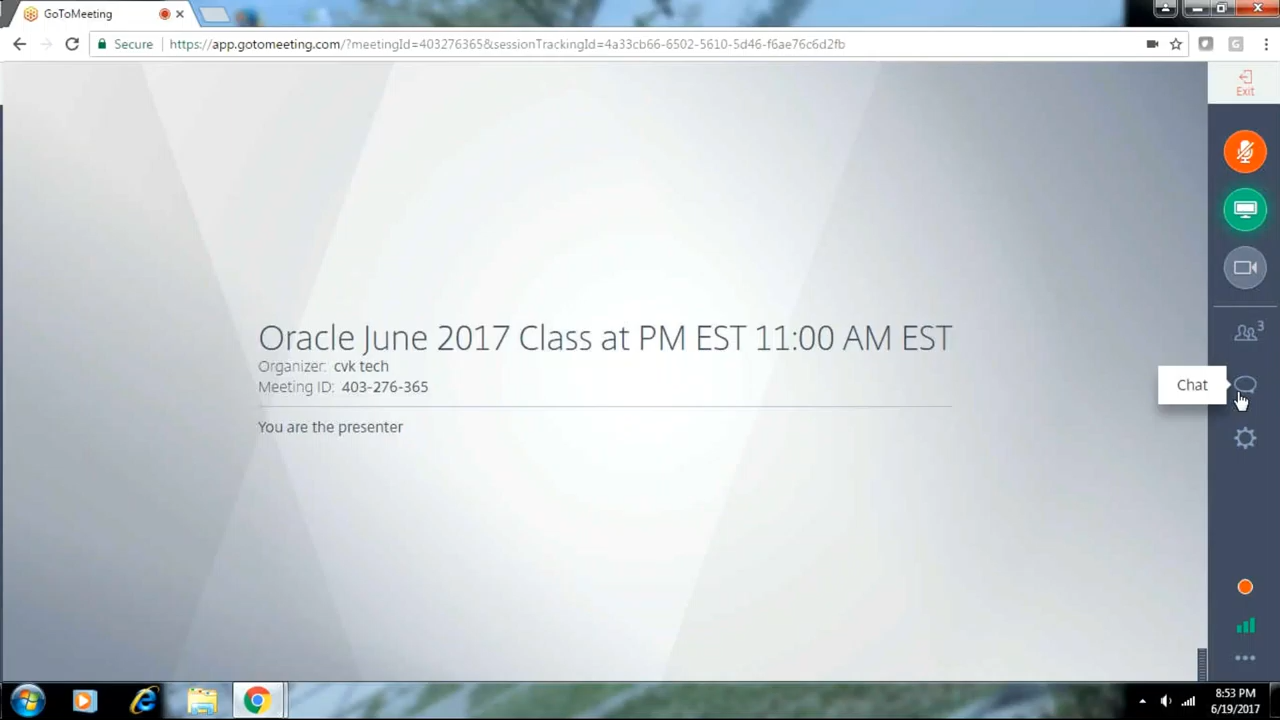 GoToMeeting
Secure
https://app.gotomeeting.com/?meetingId=403276365&sessionTrackingId=4a33cb66-6502-5610-5d46-f6ae76c6d2fb
Exit
3
Oracle June 2017 Class at PM EST 11:00 AM EST
Organizer: cvk tech
Meeting ID: 403-276-365
Chat
You are the presenter
8:53 PM
6/19/2017